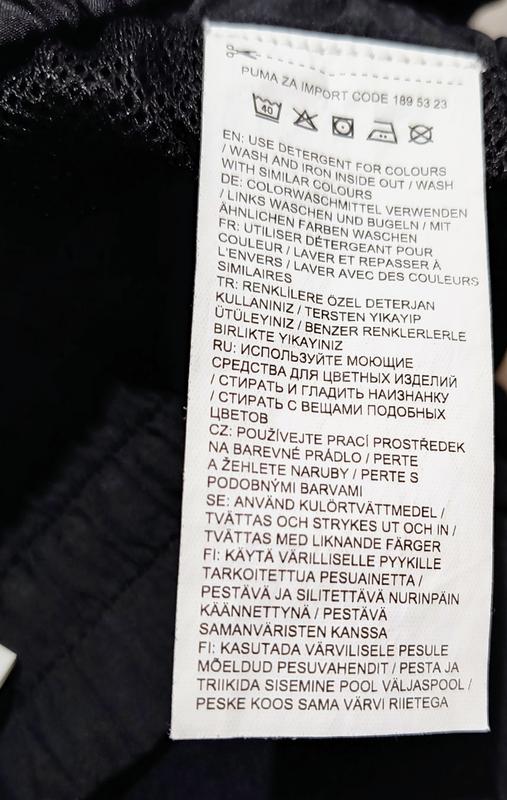 PUMA ZA IMPORT CODE 189 53 23
40
EN: USE DETERGENT FOR COLOURS
/ WASH AND IRON INSIDE OUT / WASH
WITH SIMILAR COLOURS
DE: COLORWASCHMITTEL VERWENDEN
/ LINKS WASCHEN UND BUGELN / MIT
ÄHNLICHEN FARBEN WASCHEN
FR: UTILISER DÉTERGEANT POUR
COULEUR / LAVER ET REPASSER À
L'ENVERS / LAVER AVEC DES COULEURS
SIMILAIRES
TR: RENKLİLERE ÖZEL DETERJAN
KULLANINIZ / TERSTEN YIKAYIP
ÜTÜLEYINIZ / BENZER RENKLERLERLE
BIRLIKTE YIKAYINIZ
RU: ИСПОЛЬЗУЙТЕ МОЮЩИЕ
СРЕДСТВА ДЛЯ ЦВЕТНЫХ ИЗДЕЛИЙ
/ СТИРАТЬ И ГЛАДИТЬ НАИЗНАНКУ
/ СТИРАТЬ С ВЕЩАМИ ПОДОБНЫХ
ЦВЕТОВ
CZ: POUŽÍVEJTE PRACÍ PROSTŘEDEK
NA BAREVNÉ PRÁDLO / PERTE
A ŽEHLETE NARUBY / PERTE S
PODOBNÝMI BARVAMI
SE: ANVÄND KULÖRTVÄTTMEDEL /
TVÄTTAS OCH STRYKES UT OCH IN /
TVÄTTAS MED LIKNANDE FÄRGER
FI: KÄYTÄ VÄRILLISELLE PYYKILLE
TARKOITETTUA PESUAINETTA /
PESTÄVÄ JA SILITETTÄVÄ NURINPÄIN
KÄÄNNETTYNÄ / PESTÄVÄ
SAMANVÄRISTEN KANSSA
FI: KASUTADA VÄRVILISELE PESULE
MÕELDUD PESUVAHENDIT / PESTA JA
TRIIKIDA SISEMINE POOL VÄLJASPOOL /
PESKE KOOS SAMA VÄRVI RIIETEGA